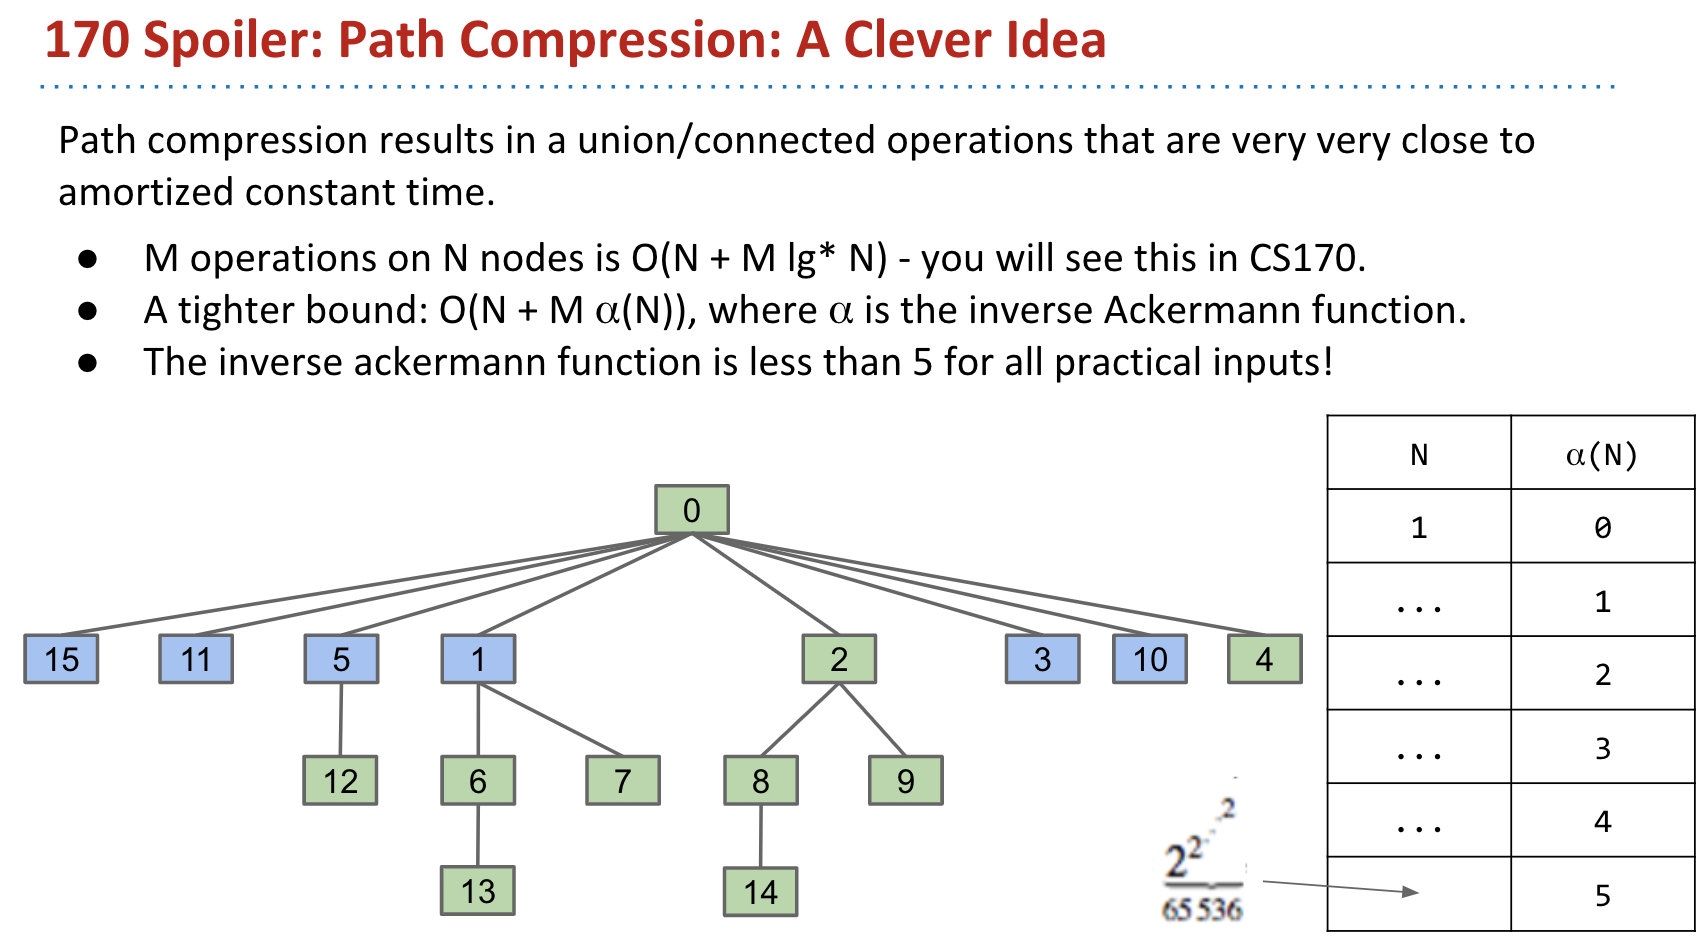 170 Spoiler: Path Compression: A Clever Idea
Path compression results in a union/connected operations that are very very close to
amortized constant time.
● M operations on N nodes is O(N + M lg* N) - you will see this in CS170.
● A tighter bound: O(N + M α(N)), where α is the inverse Ackermann function.
● The inverse ackermann function is less than 5 for all practical inputs!
N α(N)
1 0
... 1
... 2
... 3
... 4
5
0
15 11 5 1 2 3 10 4
12 6 7 8 9
13 14
2^2^⋰^2
65 536